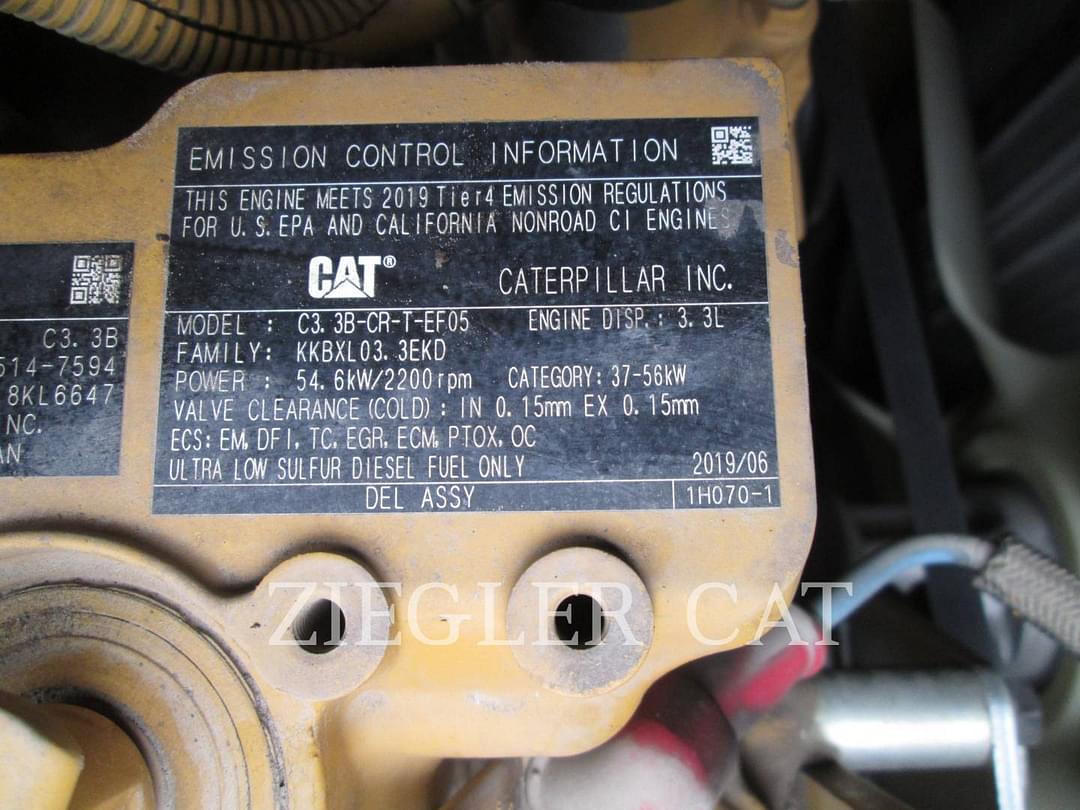 EMISSION CONTROL INFORMATION
THIS ENGINE MEETS 2019 Tier4 EMISSION REGULATIONS
FOR U.S.EPA AND CALIFORNIA NONROAD CI ENGINES
CAT® CATERPILLAR INC.
MODEL : C3.3B-CR-T-EF05 ENGINE DISP.: 3.3L
FAMILY: KKBXL03.3EKD
POWER : 54.6kW/2200rpm CATEGORY: 37-56kW
VALVE CLEARANCE (COLD) : IN 0.15mm EX 0.15mm
ECS: EM, DFI, TC, EGR, ECM, PTOX, OC
ULTRA LOW SULFUR DIESEL FUEL ONLY 2019/06
DEL ASSY 1H070-1
C3.3B
514-7594
8KL6647
NC.
AN
ZIEGLER CAT